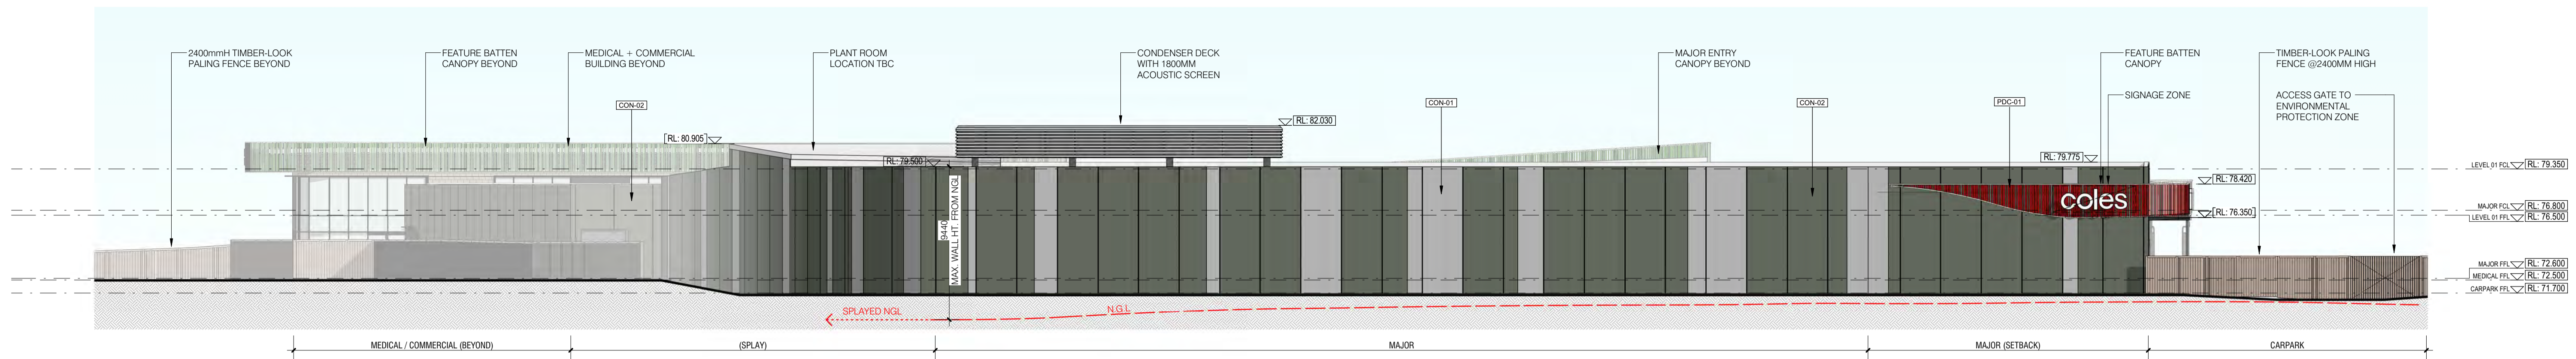 2400mmH TIMBER-LOOK
PALING FENCE BEYOND
FEATURE BATTEN
CANOPY BEYOND
MEDICAL + COMMERCIAL
BUILDING BEYOND
PLANT ROOM
LOCATION TBC
CONDENSER DECK
WITH 1800MM
ACOUSTIC SCREEN
MAJOR ENTRY
CANOPY BEYOND
FEATURE BATTEN
CANOPY
SIGNAGE ZONE
TIMBER-LOOK PALING
FENCE @2400MM HIGH
ACCESS GATE TO
ENVIRONMENTAL
PROTECTION ZONE
CON-02
CON-01
CON-02
PDC-01
RL: 80.905
RL: 79.500
RL: 82.030
RL: 79.775
RL: 78.420
RL: 76.350
coles
9440
MAX. WALL HT. FROM NGL
LEVEL 01 FCL RL: 79.350
MAJOR FCL RL: 76.800
LEVEL 01 FFL RL: 76.500
MAJOR FFL RL: 72.600
MEDICAL FFL RL: 72.500
CARPARK FFL RL: 71.700
SPLAYED NGL
N.G.L
MEDICAL / COMMERCIAL (BEYOND)
(SPLAY)
MAJOR
MAJOR (SETBACK)
CARPARK